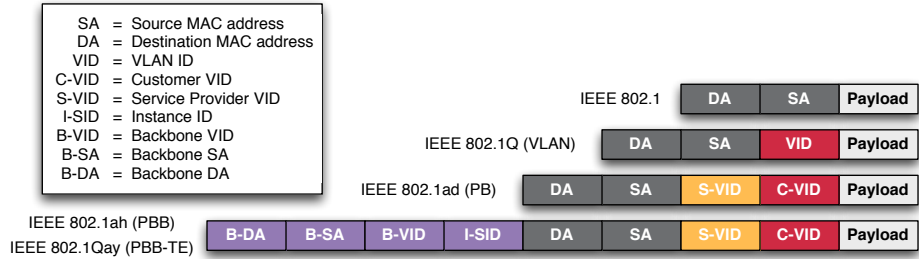 SA = Source MAC address
DA = Destination MAC address
VID = VLAN ID
C-VID = Customer VID
S-VID = Service Provider VID
I-SID = Instance ID
B-VID = Backbone VID
B-SA = Backbone SA
B-DA = Backbone DA
IEEE 802.1 DA SA Payload
IEEE 802.1Q (VLAN) DA SA VID Payload
IEEE 802.1ad (PB) DA SA S-VID C-VID Payload
IEEE 802.1ah (PBB)
IEEE 802.1Qay (PBB-TE)
B-DA B-SA B-VID I-SID DA SA S-VID C-VID Payload